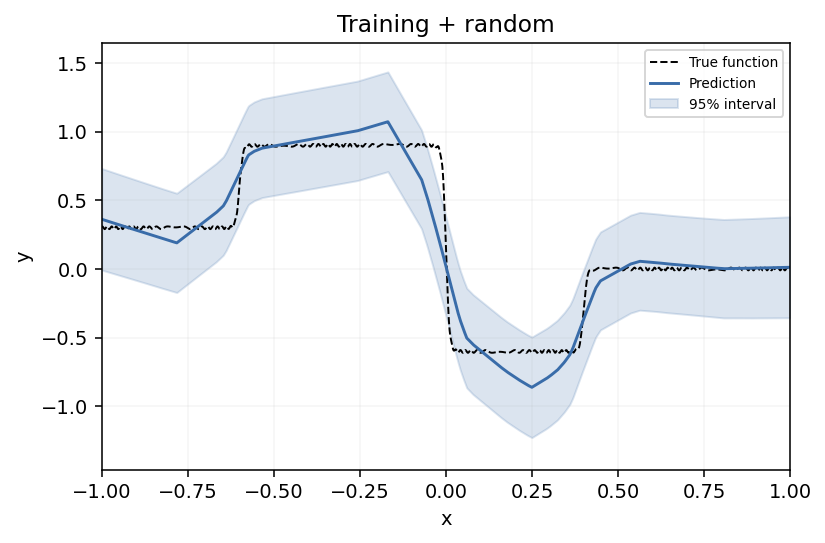 Training + random
True function
Prediction
95% interval
1.5
1.0
0.5
0.0
−0.5
−1.0
y
−1.00 −0.75 −0.50 −0.25 0.00 0.25 0.50 0.75 1.00
x